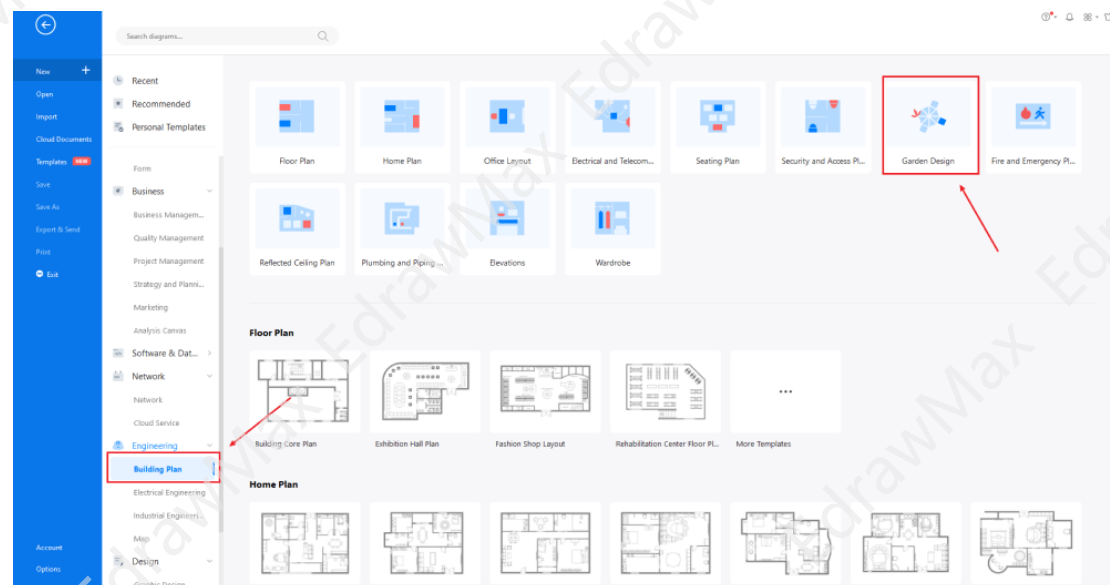 Search diagrams...
New +
Open
Import
Cloud Documents
Templates NEW
Save
Save As
Export & Send
Print
Exit
Account
Options
Recent
Recommended
Personal Templates
Form
Business
Business Managem...
Quality Management
Project Management
Strategy and Planni...
Marketing
Analysis Canvas
Software & Dat...
Network
Network
Cloud Service
Engineering
Building Plan
Electrical Engineering
Industrial Engineeri...
Map
Design
Graphic Design
Floor Plan
Home Plan
Office Layout
Electrical and Telecom...
Seating Plan
Security and Access Pl...
Garden Design
Fire and Emergency Pl...
Reflected Ceiling Plan
Plumbing and Piping ...
Elevations
Wardrobe
Floor Plan
Building Core Plan
Exhibition Hall Plan
Fashion Shop Layout
Rehabilitation Center Floor Pl...
More Templates
Home Plan
EdrawMax
EdrawMax